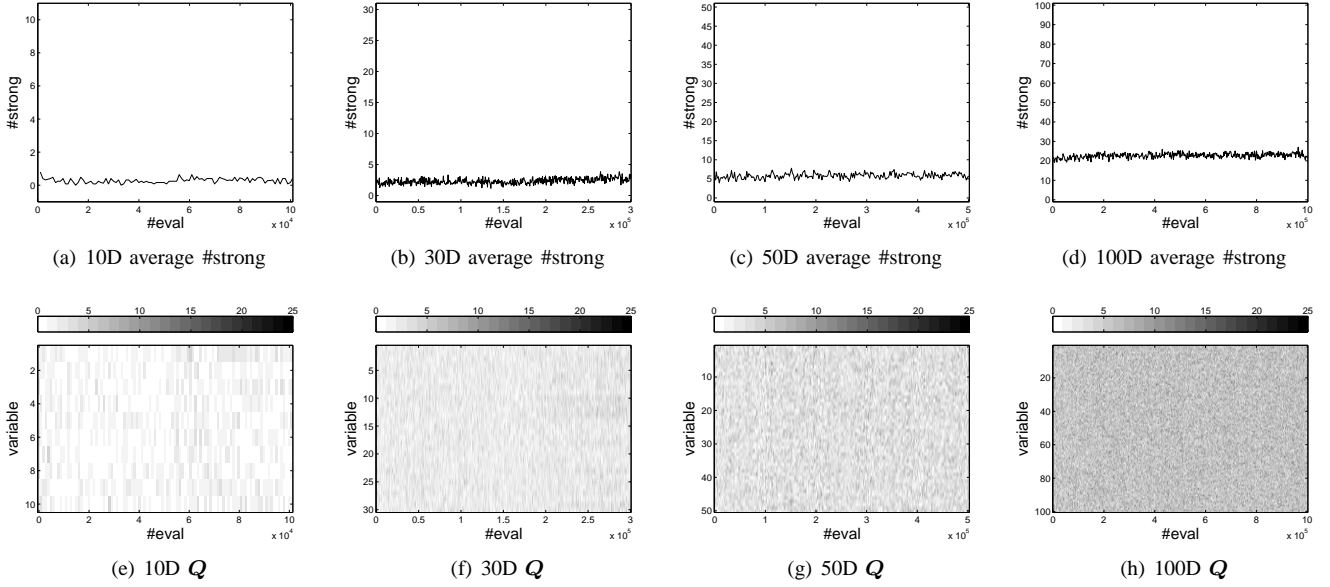 #strong
10
8
6
4
2
0
0 2 4 6 8 10
#eval
x 10^4
(a) 10D average #strong
#strong
30
25
20
15
10
5
0
0 0.5 1 1.5 2 2.5 3
#eval
x 10^5
(b) 30D average #strong
#strong
50
45
40
35
30
25
20
15
10
5
0
0 1 2 3 4 5
#eval
x 10^5
(c) 50D average #strong
#strong
100
90
80
70
60
50
40
30
20
10
0
0 2 4 6 8 10
#eval
x 10^5
(d) 100D average #strong
0 5 10 15 20 25
variable
2
4
6
8
10
0 2 4 6 8 10
#eval
x 10^4
(e) 10D Q
0 5 10 15 20 25
variable
5
10
15
20
25
30
0 0.5 1 1.5 2 2.5 3
#eval
x 10^5
(f) 30D Q
0 5 10 15 20 25
variable
10
20
30
40
50
0 1 2 3 4 5
#eval
x 10^5
(g) 50D Q
0 5 10 15 20 25
variable
20
40
60
80
100
0 2 4 6 8 10
#eval
x 10^5
(h) 100D Q